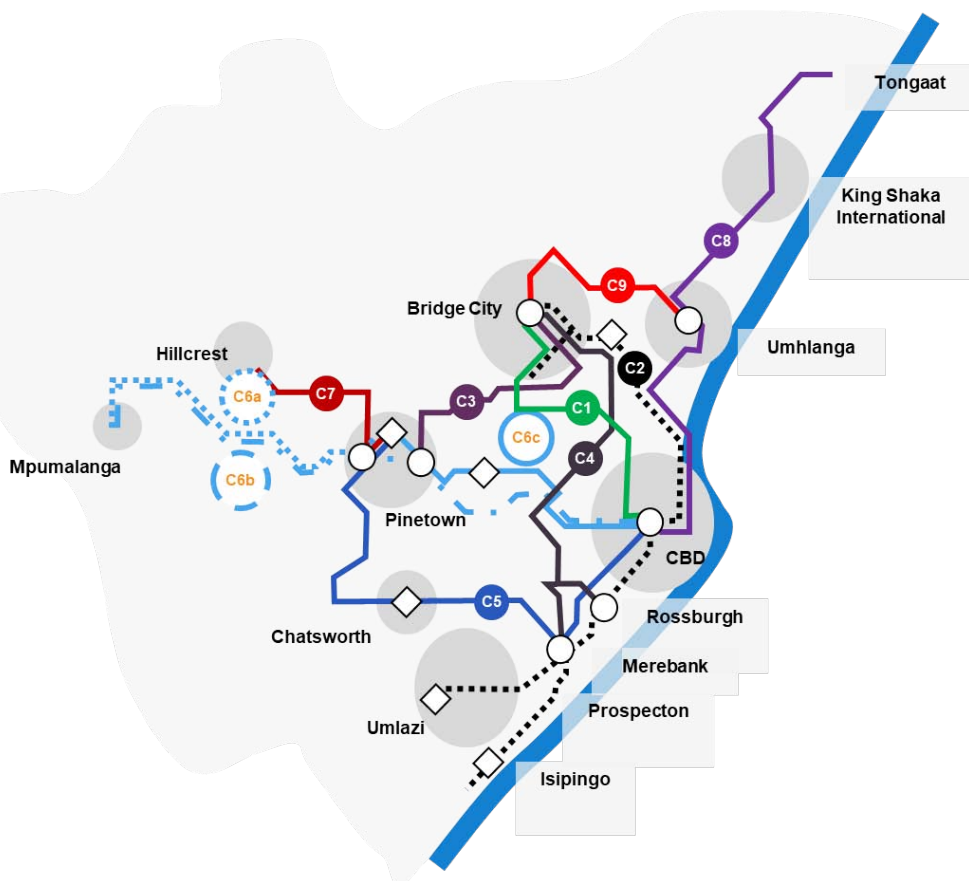 Tongaat
King Shaka
International
C8
C9
Bridge City
Umhlanga
Hillcrest
C2
C6a
C7
C3
C1
C6c
C4
Mpumalanga
C6b
Pinetown
CBD
C5
Rossburgh
Chatsworth
Merebank
Prospecton
Umlazi
Isipingo